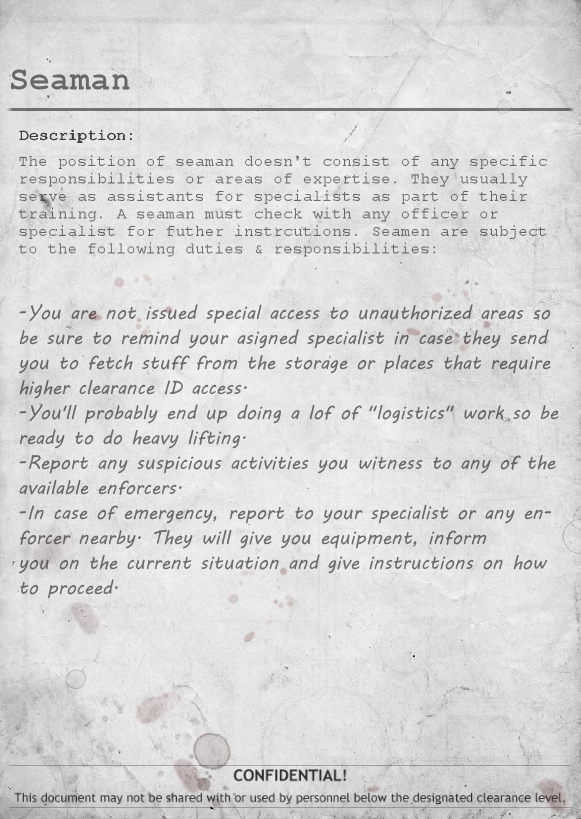 Seaman
Description:
The position of seaman doesn't consist of any specific
responsibilities or areas of expertise. They usually
serve as assistants for specialists as part of their
training. A seaman must check with any officer or
specialist for futher instrcutions. Seamen are subject
to the following duties & responsibilities:
-You are not issued special access to unauthorized areas so
be sure to remind your asigned specialist in case they send
you to fetch stuff from the storage or places that require
higher clearance ID access.
-You'll probably end up doing a lof of "logistics" work so be
ready to do heavy lifting.
-Report any suspicious activities you witness to any of the
available enforcers.
-In case of emergency, report to your specialist or any en-
forcer nearby. They will give you equipment, inform
you on the current situation and give instructions on how
to proceed.
CONFIDENTIAL!
This document may not be shared with or used by personnel below the designated clearance level.